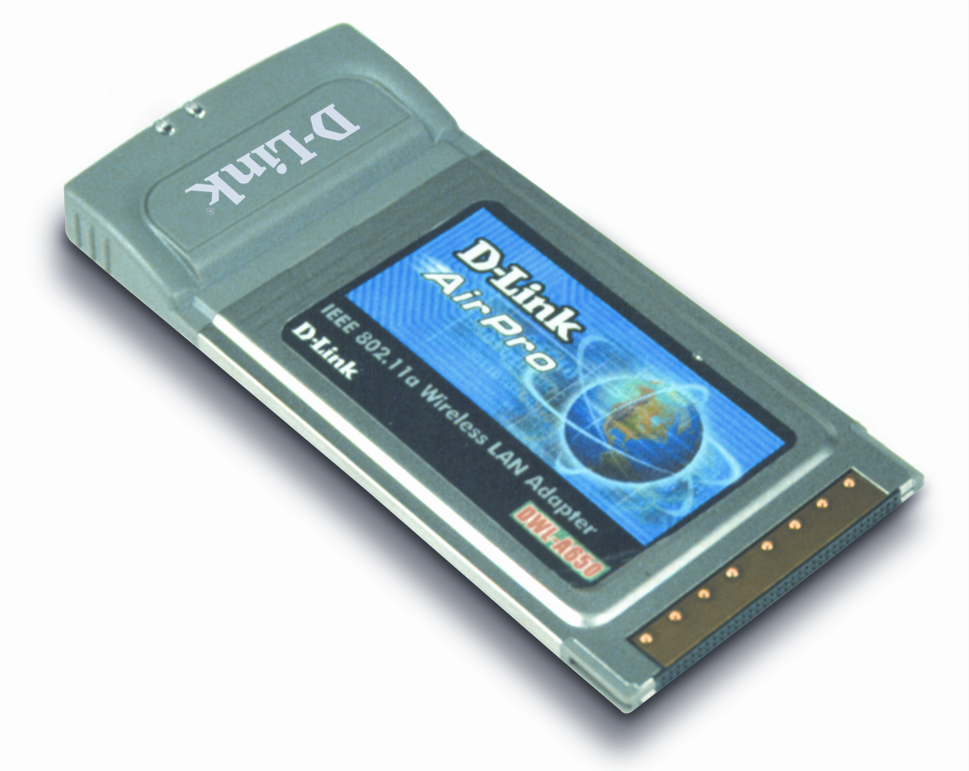 D-Link®
D-Link
AirPro
IEEE 802.11a Wireless LAN Adapter
D-Link
DWL-A650